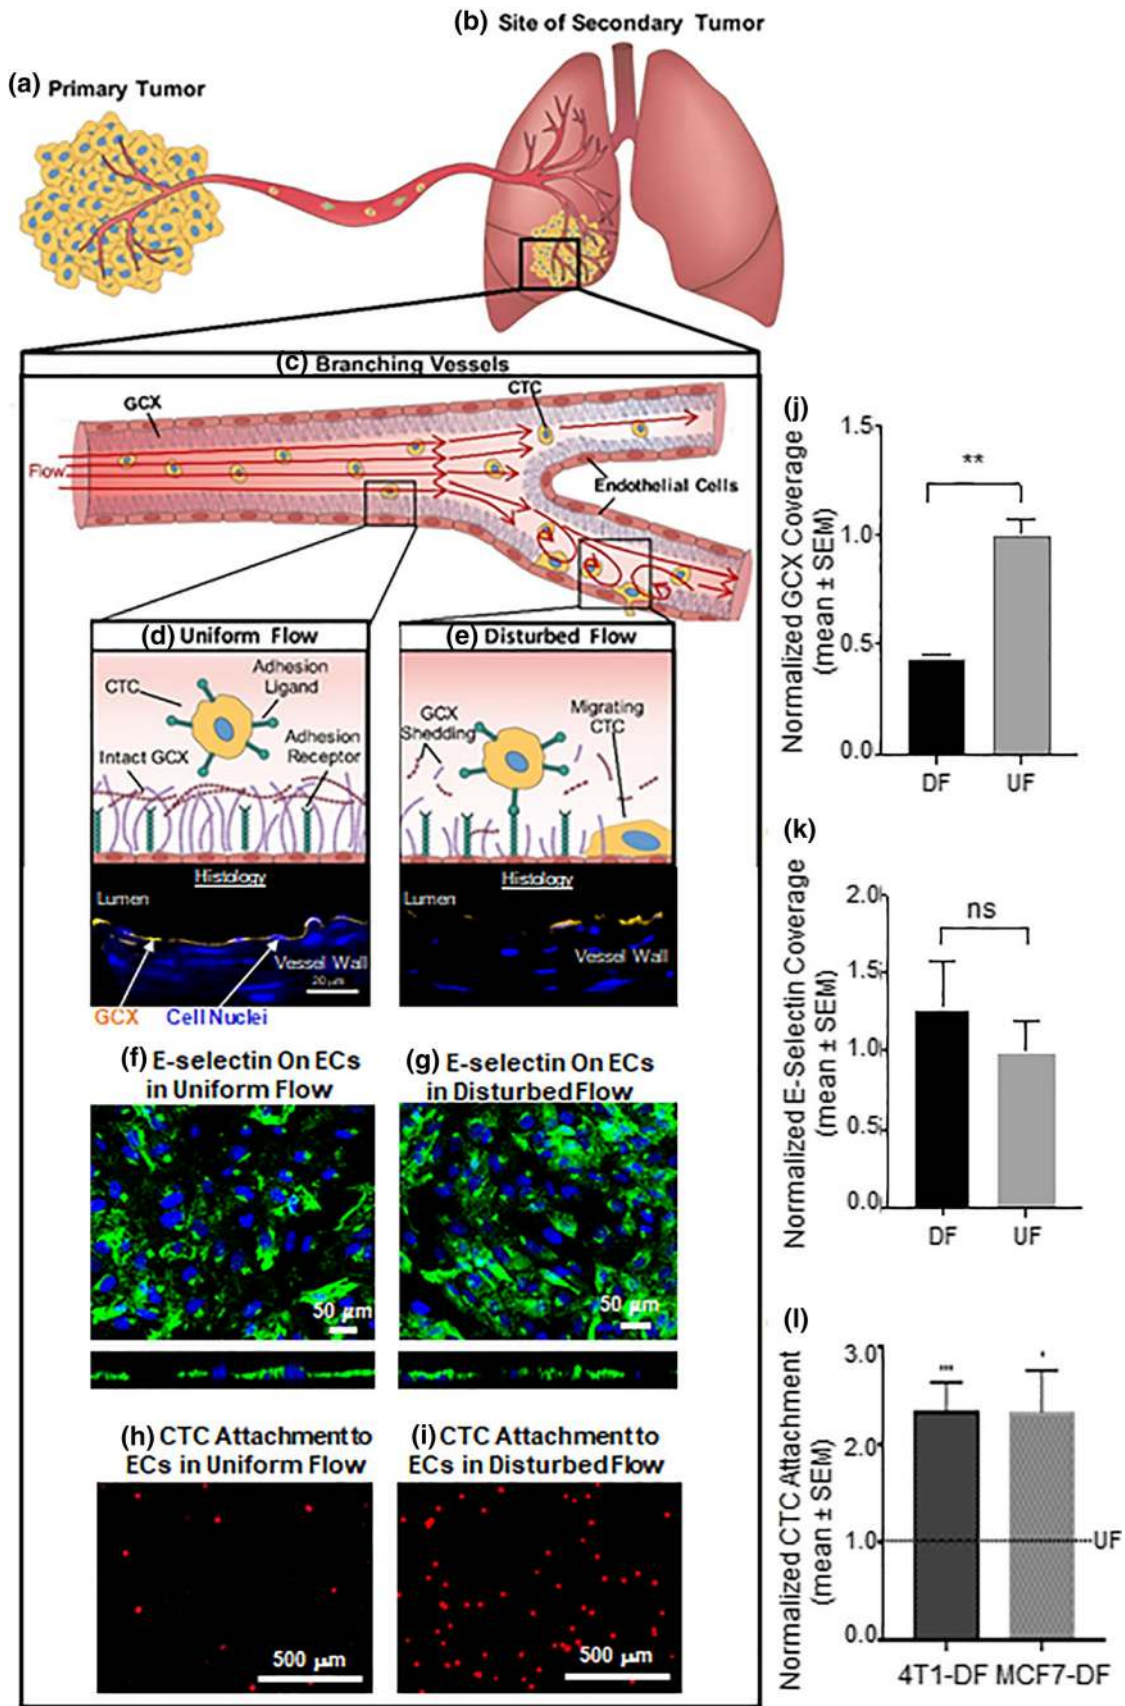 (b) Site of Secondary Tumor
(a) Primary Tumor
(c) Branching Vessels
GCX
CTC
Flow
Endothelial Cells
(d) Uniform Flow
CTC
Adhesion
Ligand
Intact GCX
Adhesion
Receptor
Histology
Lumen
Vessel Wall
20 μm
GCX
Cell Nuclei
(e) Disturbed Flow
GCX
Shedding
Migrating
CTC
Histology
Lumen
Vessel Wall
(f) E-selectin On ECs
in Uniform Flow
50 μm
(g) E-selectin On ECs
in Disturbed Flow
50 μm
(h) CTC Attachment to
ECs in Uniform Flow
500 μm
(i) CTC Attachment to
ECs in Disturbed Flow
500 μm
(j)
Normalized GCX Coverage
(mean ± SEM)
1.5
1.0
0.5
0.0
**
DF
UF
(k)
Normalized E-Selectin Coverage
(mean ± SEM)
2.0
1.5
1.0
0.5
0.0
ns
DF
UF
(l)
Normalized CTC Attachment
(mean ± SEM)
3.0
2.0
1.0
0.0
***
*
UF
4T1-DF
MCF7-DF